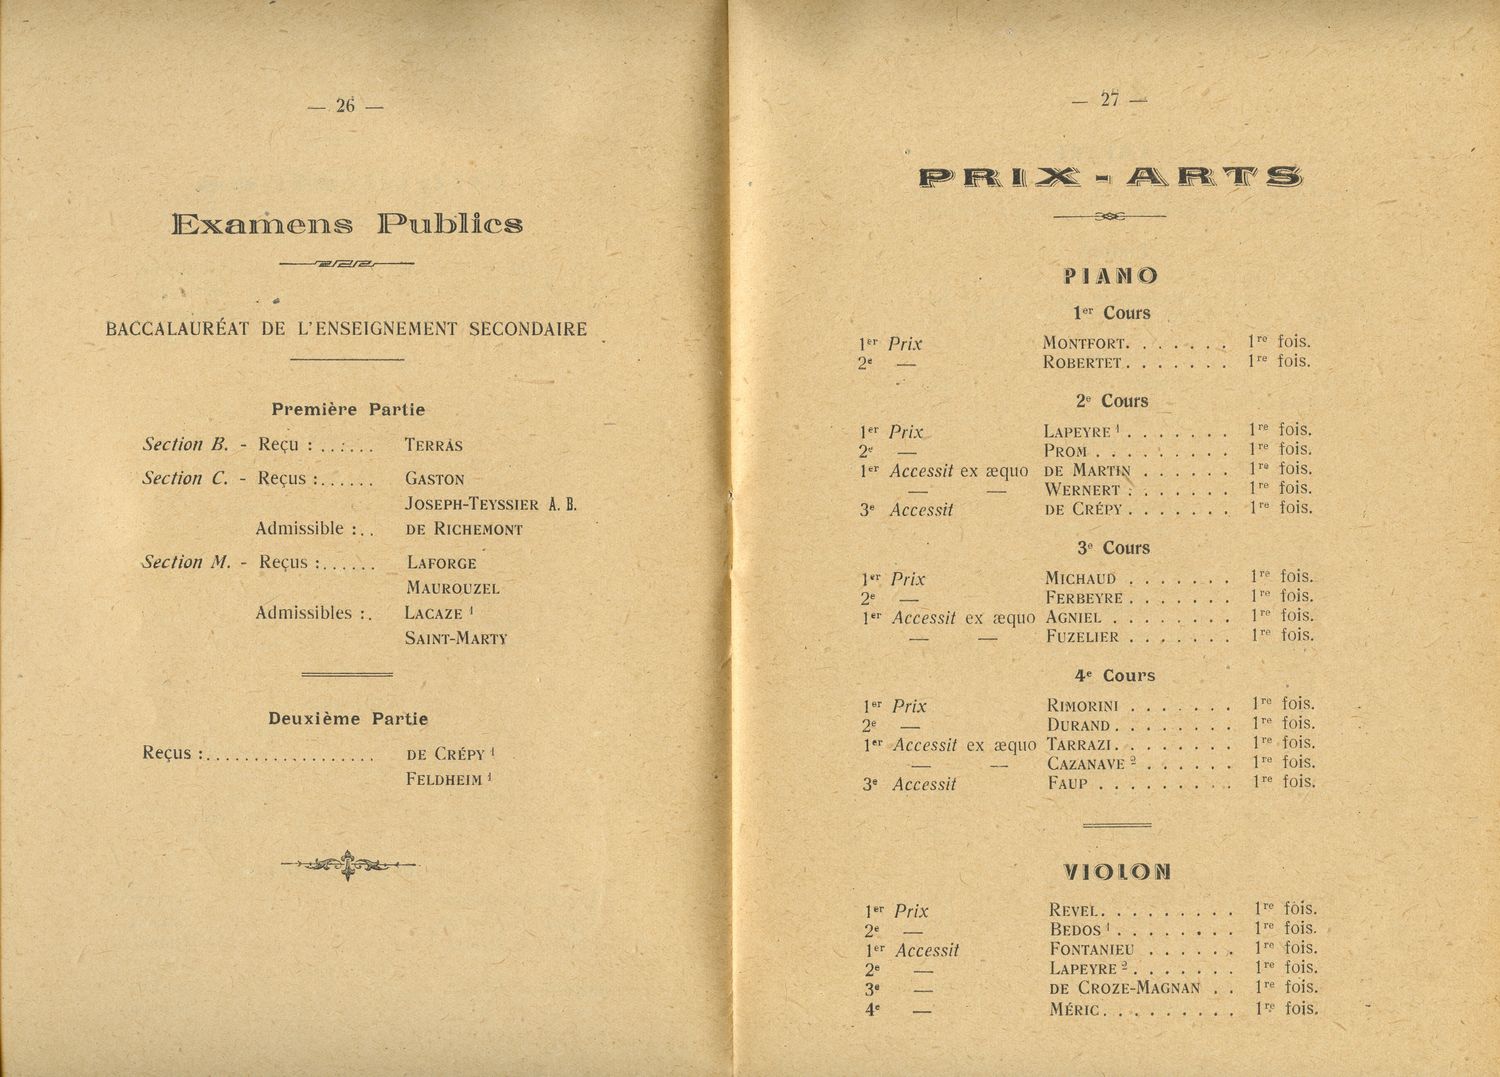 — 26 —
Examens Publics
BACCALAURÉAT DE L'ENSEIGNEMENT SECONDAIRE
Première Partie
Section B. - Reçu : ...... TERRAS
Section C. - Reçus :...... GASTON
JOSEPH-TEYSSIER A. B.
Admissible :.. DE RICHEMONT
Section M. - Reçus :...... LAFORGE
MAUROUZEL
Admissibles :. LACAZE 1
SAINT-MARTY
Deuxième Partie
Reçus :.................. DE CRÉPY 1
FELDHEIM 1
— 27 —
PRIX - ARTS
PIANO
1er Cours
1er Prix MONTFORT. . . . . . . 1re fois.
2e — ROBERTET. . . . . . . 1re fois.
2e Cours
1er Prix LAPEYRE 1 . . . . . . . 1re fois.
2e — PROM . . . . . . . . . 1re fois.
1er Accessit ex æquo DE MARTIN . . . . . . 1re fois.
— — WERNERT . . . . . . . 1re fois.
3e Accessit DE CRÉPY . . . . . . . 1re fois.
3e Cours
1er Prix MICHAUD . . . . . . . 1re fois.
2e — FERBEYRE . . . . . . . 1re fois.
1er Accessit ex æquo AGNIEL . . . . . . . . 1re fois.
— — FUZELIER . . . . . . . 1re fois.
4e Cours
1er Prix RIMORINI . . . . . . . 1re fois.
2e — DURAND . . . . . . . . 1re fois.
1er Accessit ex æquo TARRAZI. . . . . . . . 1re fois.
— — CAZANAVE 2 . . . . . . 1re fois.
3e Accessit FAUP . . . . . . . . . 1re fois.
VIOLON
1er Prix REVEL. . . . . . . . . 1re fois.
2e — BEDOS 1 . . . . . . . . 1re fois.
1er Accessit FONTANIEU . . . . . . 1re fois.
2e — LAPEYRE 2 . . . . . . . 1re fois.
3e — DE CROZE-MAGNAN . . 1re fois.
4e — MÉRIC. . . . . . . . . 1re fois.